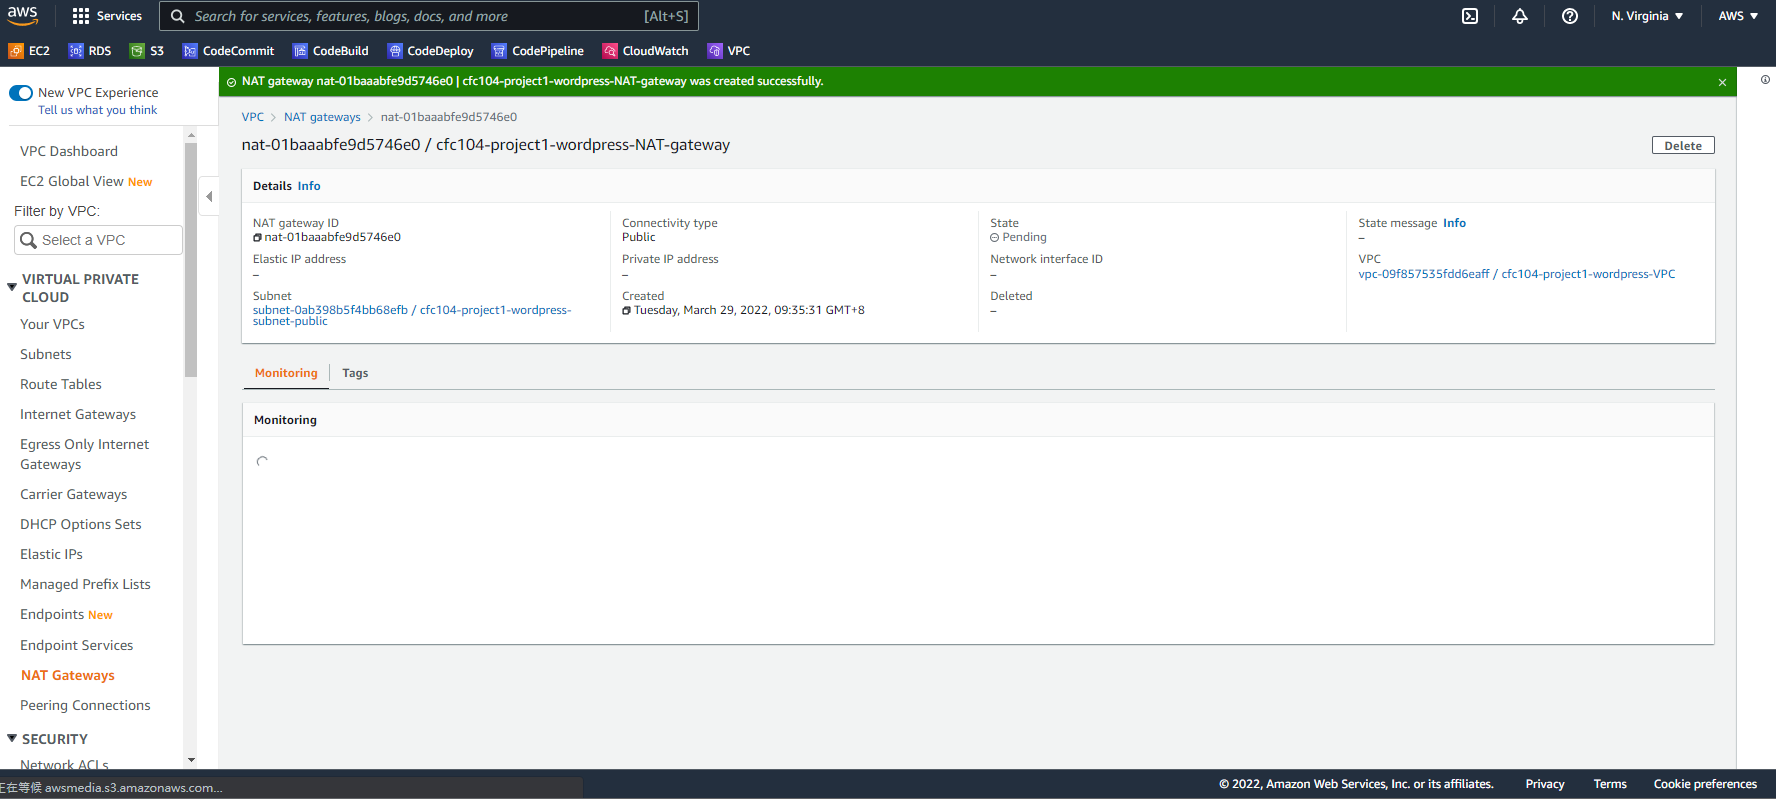 aws
Services
Search for services, features, blogs, docs, and more [Alt+S]
N. Virginia ▼
AWS ▼
EC2 RDS S3 CodeCommit CodeBuild CodeDeploy CodePipeline CloudWatch VPC
New VPC Experience
Tell us what you think
VPC Dashboard
EC2 Global View New
Filter by VPC:
Select a VPC
VIRTUAL PRIVATE
CLOUD
Your VPCs
Subnets
Route Tables
Internet Gateways
Egress Only Internet
Gateways
Carrier Gateways
DHCP Options Sets
Elastic IPs
Managed Prefix Lists
Endpoints New
Endpoint Services
NAT Gateways
Peering Connections
SECURITY
Network ACLs
NAT gateway nat-01baaabfe9d5746e0 | cfc104-project1-wordpress-NAT-gateway was created successfully.
VPC > NAT gateways > nat-01baaabfe9d5746e0
nat-01baaabfe9d5746e0 / cfc104-project1-wordpress-NAT-gateway
Delete
Details Info
NAT gateway ID
nat-01baaabfe9d5746e0
Connectivity type
Public
State
Pending
State message Info
–
Elastic IP address
–
Private IP address
–
Network interface ID
–
VPC
vpc-09f857535fdd6eaff / cfc104-project1-wordpress-VPC
Subnet
subnet-0ab398b5f4bb68efb / cfc104-project1-wordpress-
subnet-public
Created
Tuesday, March 29, 2022, 09:35:31 GMT+8
Deleted
–
Monitoring
Tags
Monitoring
正在等候 awsmedia.s3.amazonaws.com...
© 2022, Amazon Web Services, Inc. or its affiliates.
Privacy
Terms
Cookie preferences